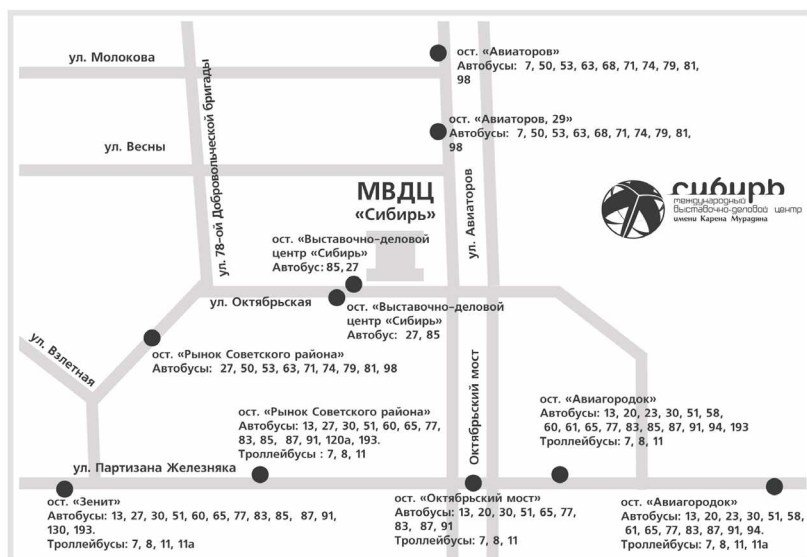 ул. Молокова
ул. 78-ой Добровольческой бригады
ост. «Авиаторов»
Автобусы: 7, 50, 53, 63, 68, 71, 74, 79, 81,
98
ост. «Авиаторов, 29»
Автобусы: 7, 50, 53, 63, 68, 71, 74, 79, 81,
98
ул. Весны
МВДЦ
«Сибирь»
ул. Авиаторов
сибирь
международный
выставочно-деловой центр
имени Карена Мурадяна
ост. «Выставочно-деловой
центр «Сибирь»
Автобус: 85,27
ул. Октябрьская
ост. «Выставочно-деловой
центр «Сибирь»
Автобус: 27, 85
ул. Взлетная
ост. «Рынок Советского района»
Автобусы: 27, 50, 53, 63, 71, 74, 79, 81, 98
Октябрьский мост
ост. «Рынок Советского района»
Автобусы: 13, 27, 30, 51, 60, 65, 77,
83, 85, 87, 91, 120а, 193.
Троллейбусы : 7, 8, 11
ост. «Авиагородок»
Автобусы: 13, 20, 23, 30, 51, 58,
60, 61, 65, 77, 83, 85, 87, 91, 94, 193
Троллейбусы: 7, 8, 11
ул. Партизана Железняка
ост. «Зенит»
Автобусы: 13, 27, 30, 51, 60, 65, 77, 83, 85, 87, 91,
130, 193.
Троллейбусы: 7, 8, 11, 11а
ост. «Октябрьский мост»
Автобусы: 13, 20, 30, 51, 65, 77,
83, 87, 91
Троллейбусы: 7, 8, 11
ост. «Авиагородок»
Автобусы: 13, 20, 23, 30, 51, 58,
61, 65, 77, 83, 87, 91, 94.
Троллейбусы: 7, 8, 11, 11а